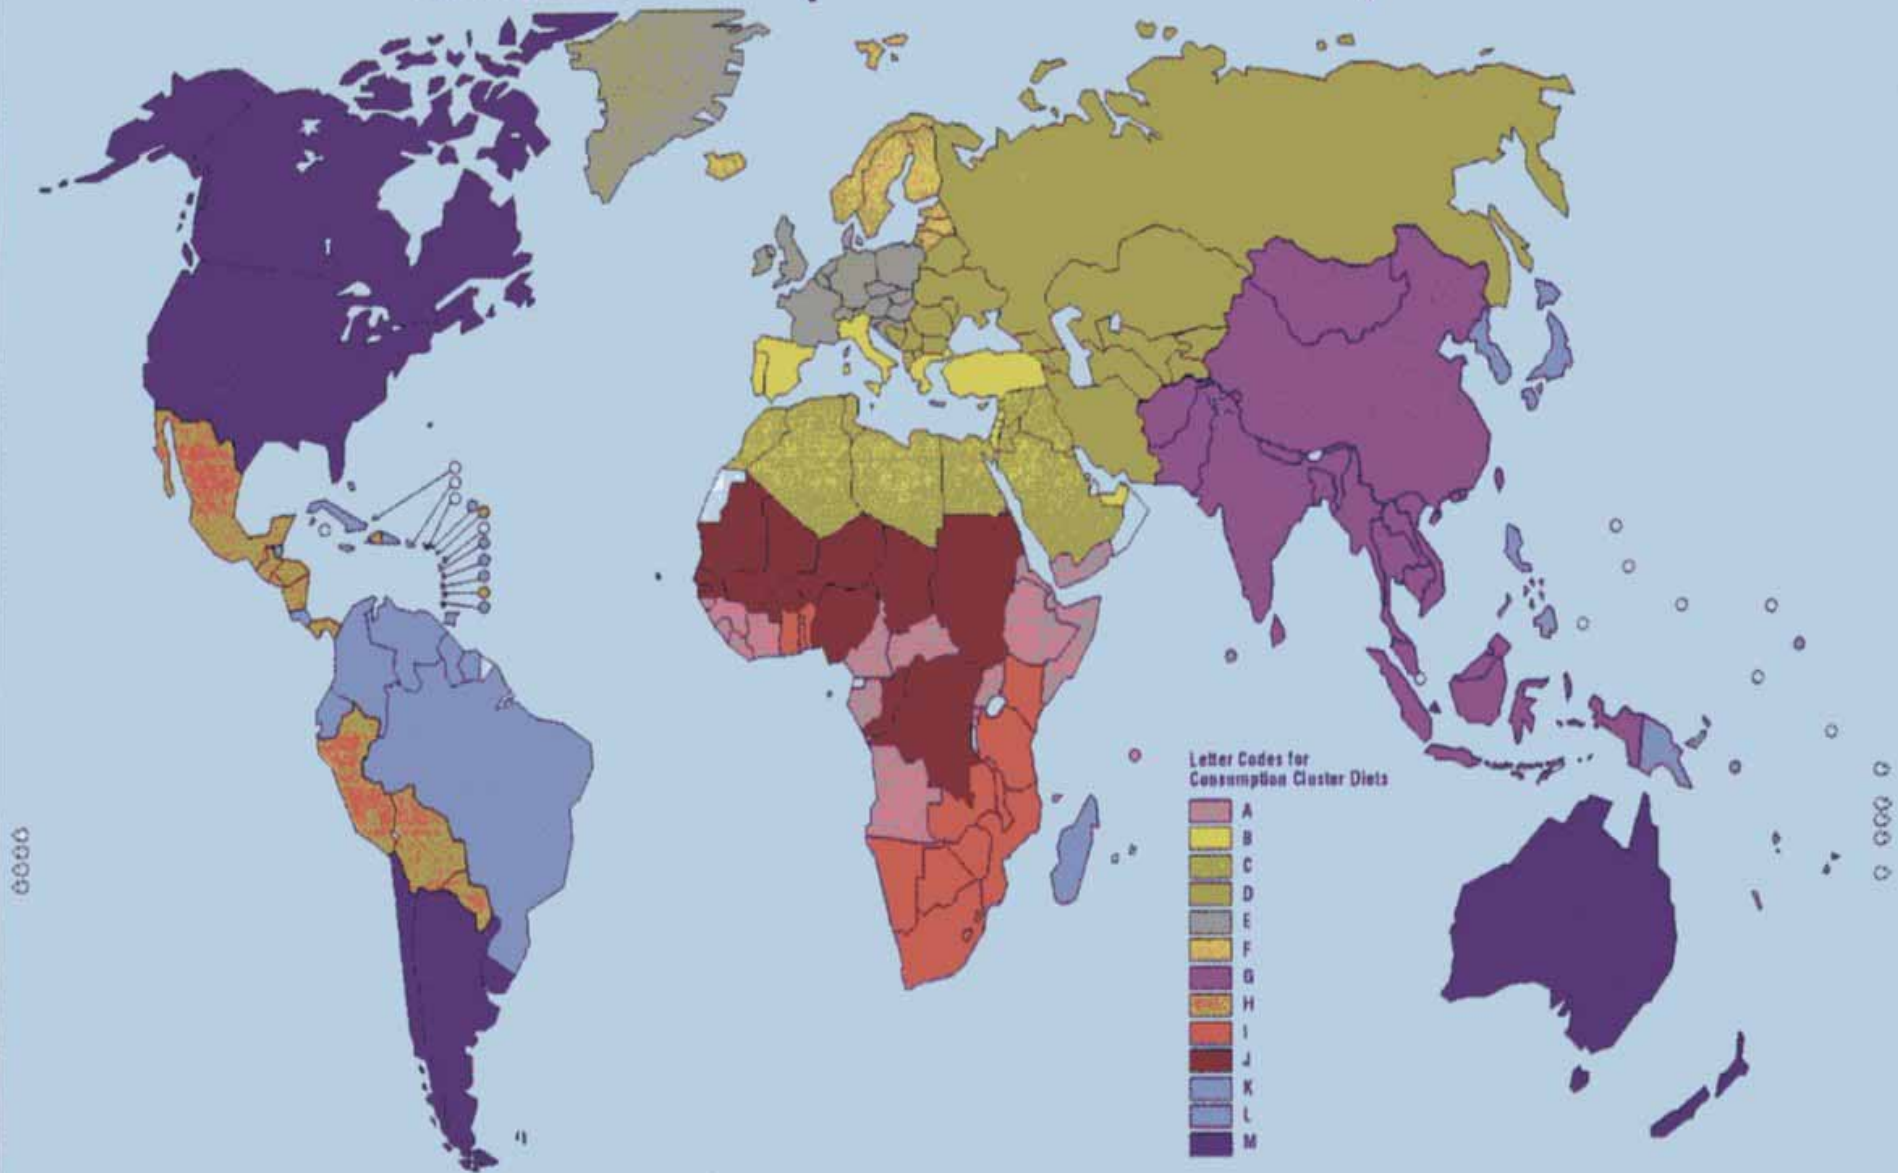 Letter Codes for
Consumption Cluster Diets
A
B
C
D
E
F
G
H
I
J
K
L
M